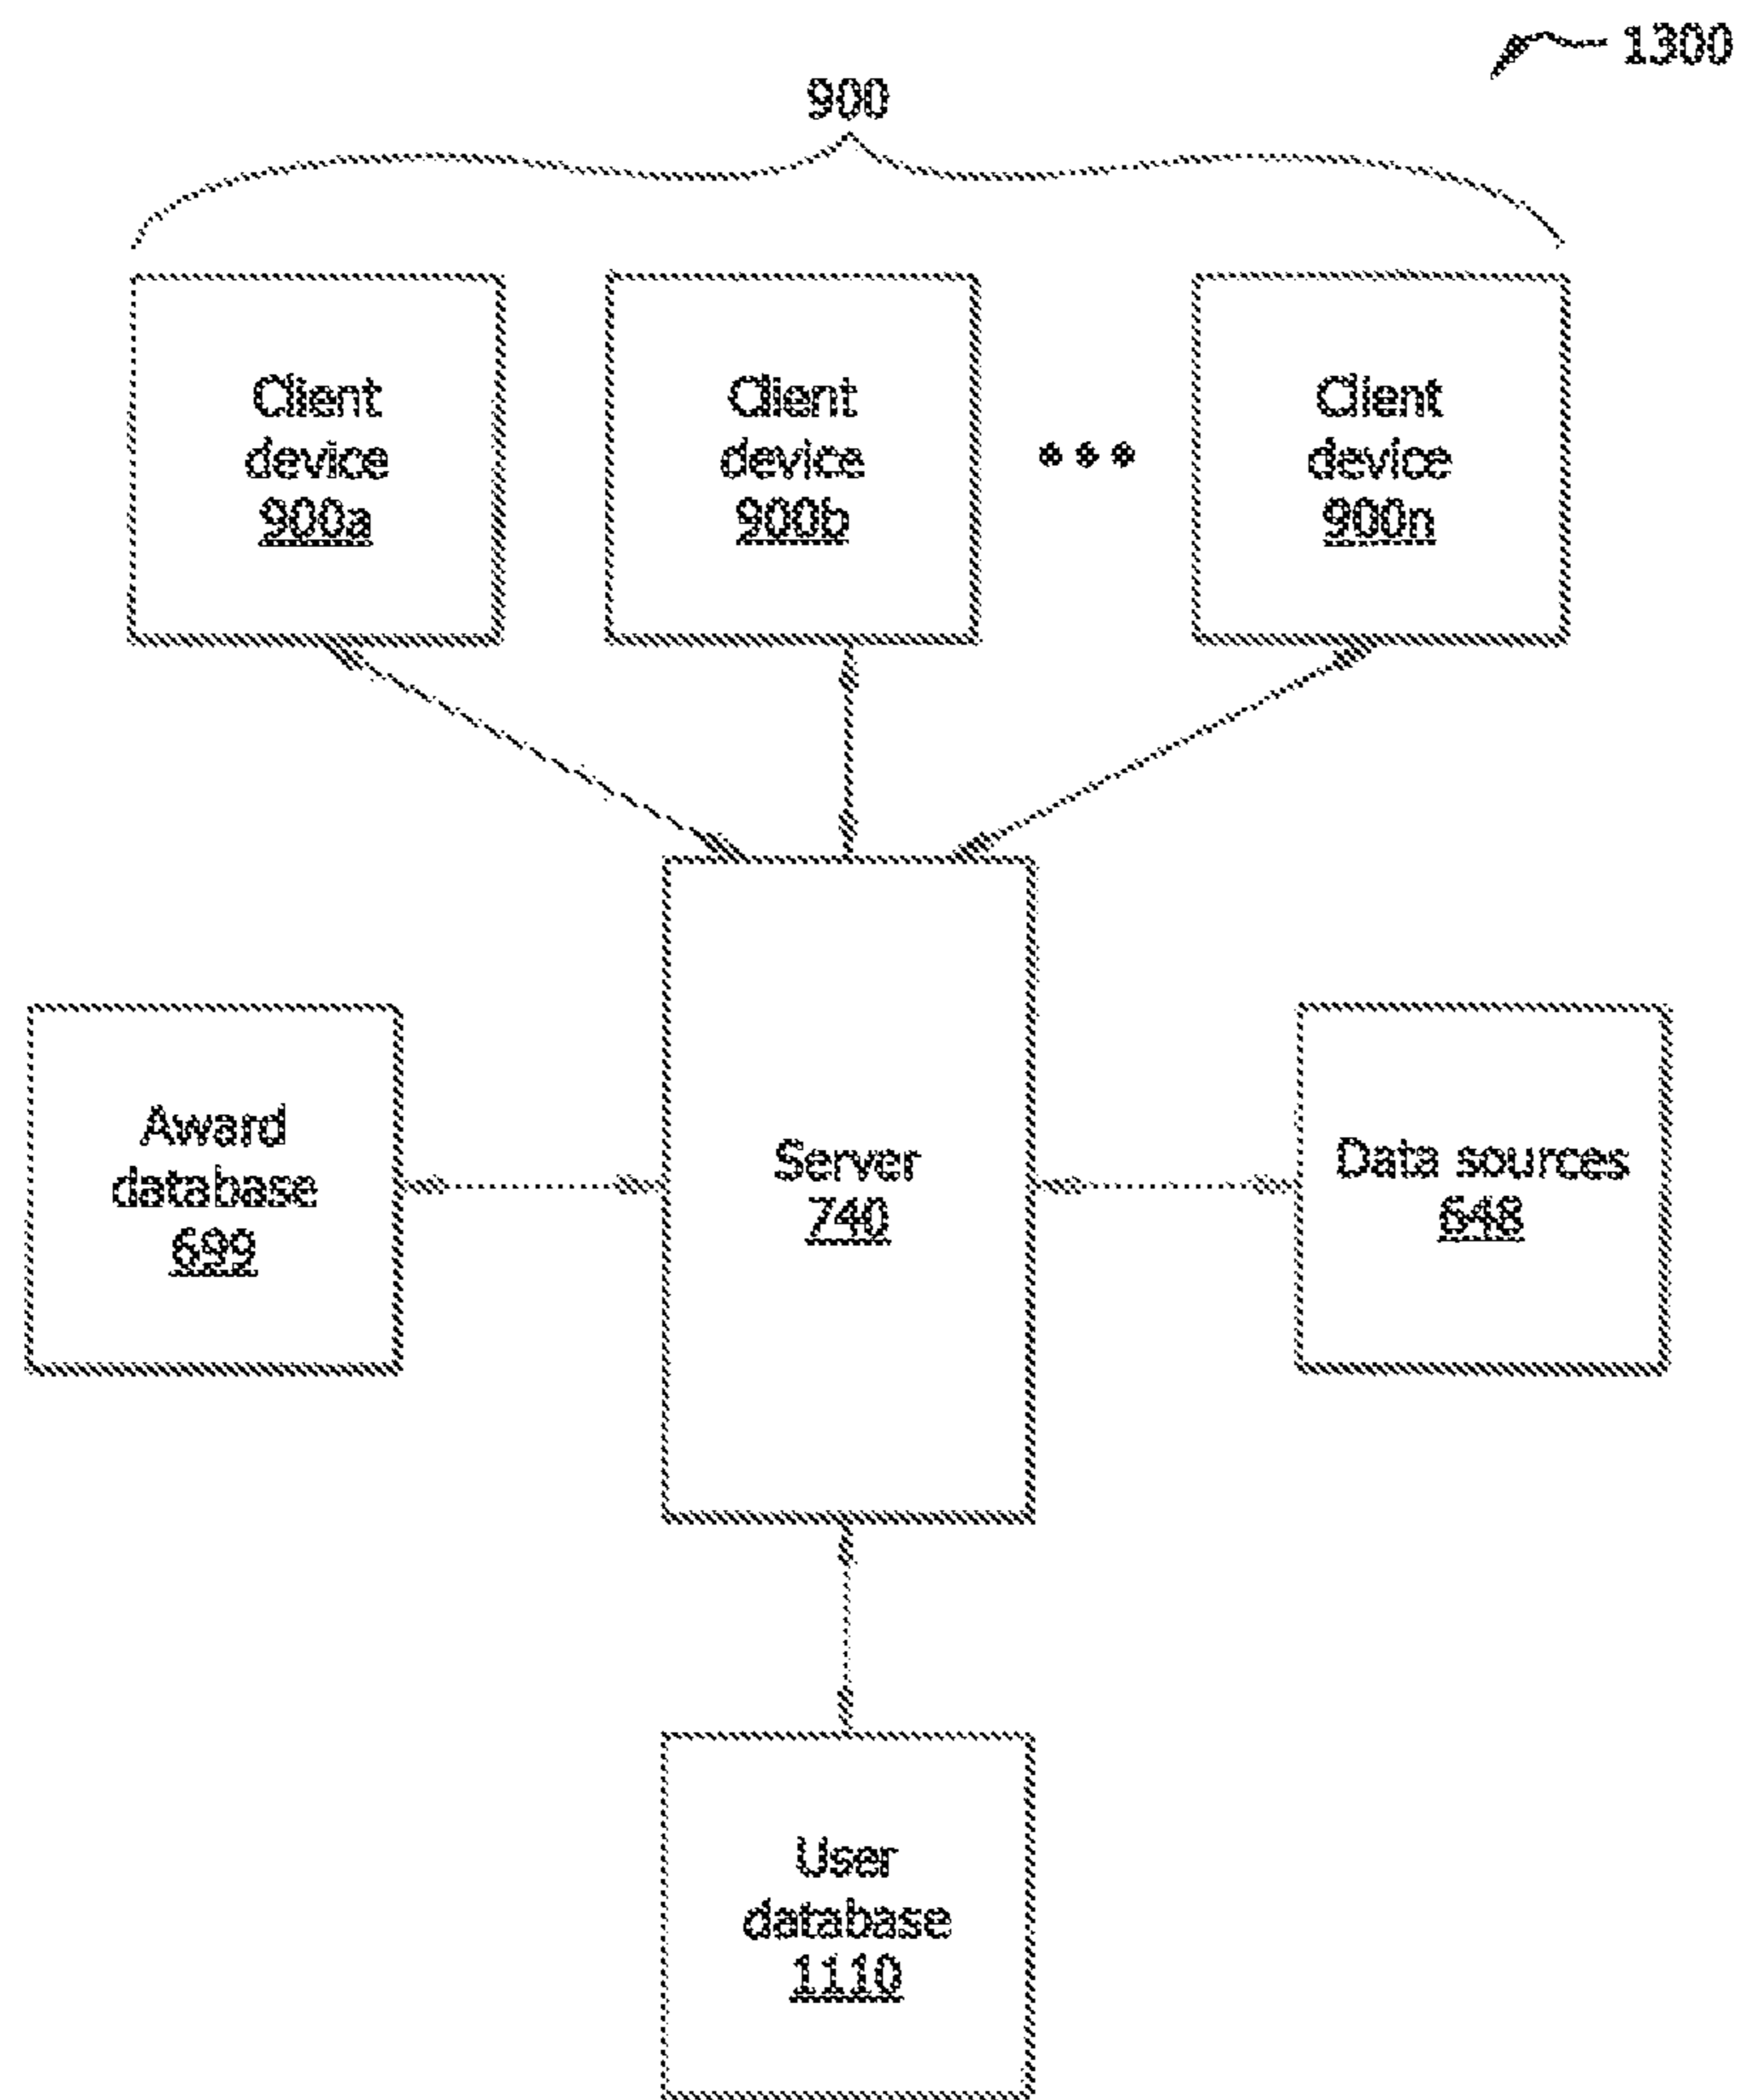 1300
900
Client
device
900a
Client
device
900b
Client
device
900n
Award
database
699
Server
740
Data sources
648
User
database
1110